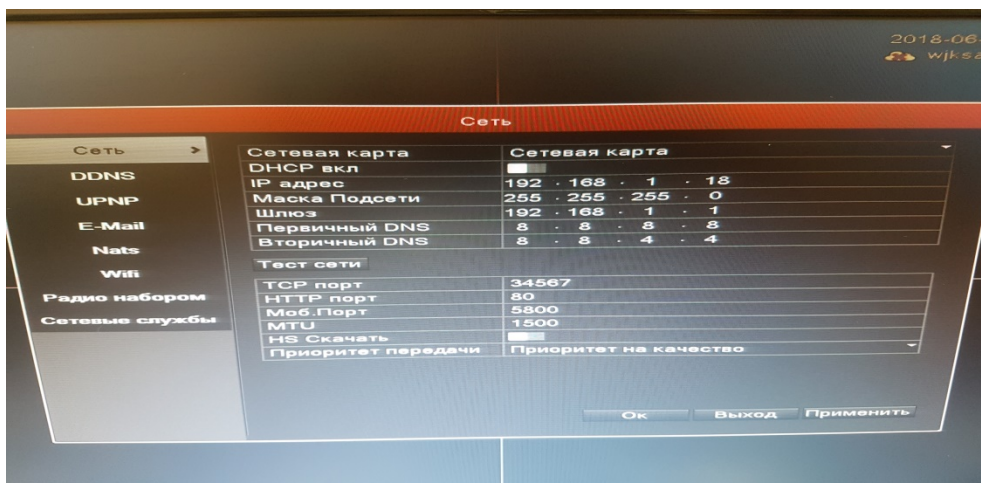 2018-06-
Сеть
Сеть >
DDNS
UPNP
E-Mail
Nats
Wifi
Радио набором
Сетевые службы
Сетевая карта Сетевая карта
DHCP вкл
IP адрес 192 . 168 . 1 . 18
Маска Подсети 255 . 255 . 255 . 0
Шлюз 192 . 168 . 1 . 1
Первичный DNS 8 . 8 . 8 . 8
Вторичный DNS 8 . 8 . 4 . 4
Тест сети
TCP порт 34567
HTTP порт 80
Моб.Порт 5800
MTU 1500
HS Скачать
Приоритет передачи Приоритет на качество
Ок Выход Применить